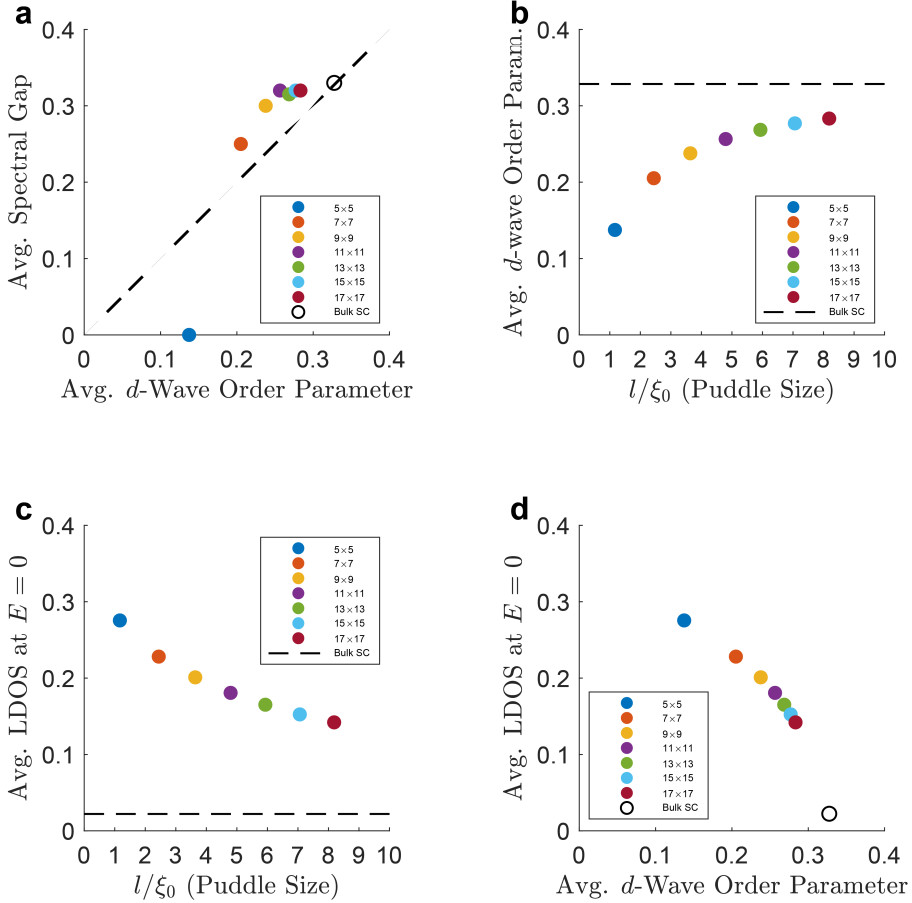 a
Avg. Spectral Gap
0.4
0.3
0.2
0.1
0
0 0.1 0.2 0.3 0.4
Avg. d-Wave Order Parameter
5×5
7×7
9×9
11×11
13×13
15×15
17×17
Bulk SC
b
Avg. d-wave Order Param.
0.4
0.3
0.2
0.1
0
0 1 2 3 4 5 6 7 8 9 10
l/ξ₀ (Puddle Size)
5×5
7×7
9×9
11×11
13×13
15×15
17×17
Bulk SC
c
Avg. LDOS at E = 0
0.4
0.3
0.2
0.1
0
0 1 2 3 4 5 6 7 8 9 10
l/ξ₀ (Puddle Size)
5×5
7×7
9×9
11×11
13×13
15×15
17×17
Bulk SC
d
Avg. LDOS at E = 0
0.4
0.3
0.2
0.1
0
0 0.1 0.2 0.3 0.4
Avg. d-Wave Order Parameter
5×5
7×7
9×9
11×11
13×13
15×15
17×17
Bulk SC